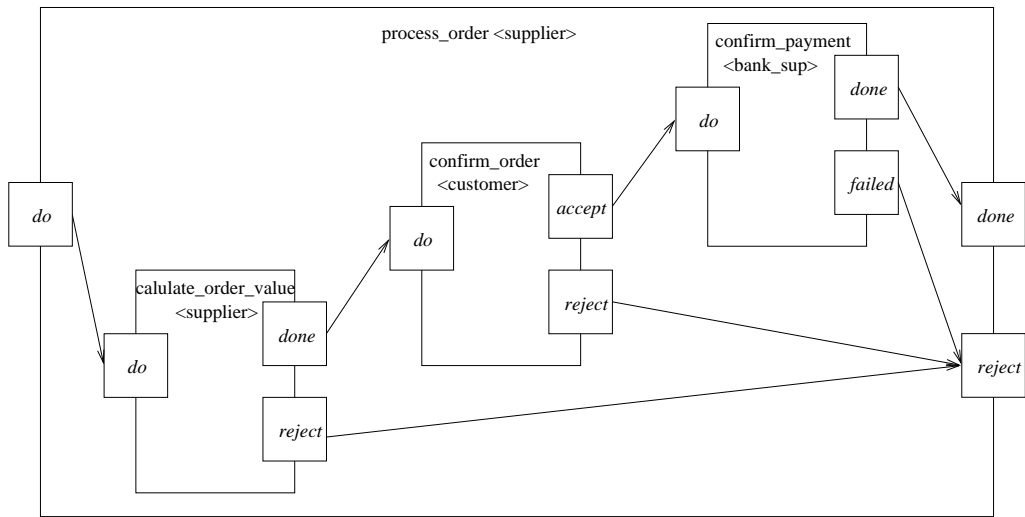 process_order <supplier>
confirm_payment
<bank_sup>
done
do
failed
confirm_order
<customer>
accept
do
reject
do
done
calulate_order_value
<supplier>
done
do
reject
reject